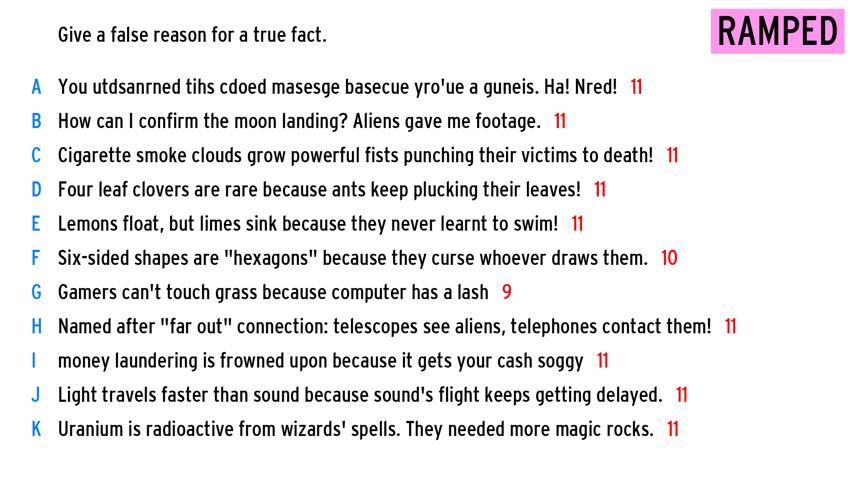 Give a false reason for a true fact.
RAMPED
A You utdsanrned tihs cdoed masesge basecue yro'ue a guneis. Ha! Nred! 11
B How can I confirm the moon landing? Aliens gave me footage. 11
C Cigarette smoke clouds grow powerful fists punching their victims to death! 11
D Four leaf clovers are rare because ants keep plucking their leaves! 11
E Lemons float, but limes sink because they never learnt to swim! 11
F Six-sided shapes are "hexagons" because they curse whoever draws them. 10
G Gamers can't touch grass because computer has a lash 9
H Named after "far out" connection: telescopes see aliens, telephones contact them! 11
I money laundering is frowned upon because it gets your cash soggy 11
J Light travels faster than sound because sound's flight keeps getting delayed. 11
K Uranium is radioactive from wizards' spells. They needed more magic rocks. 11